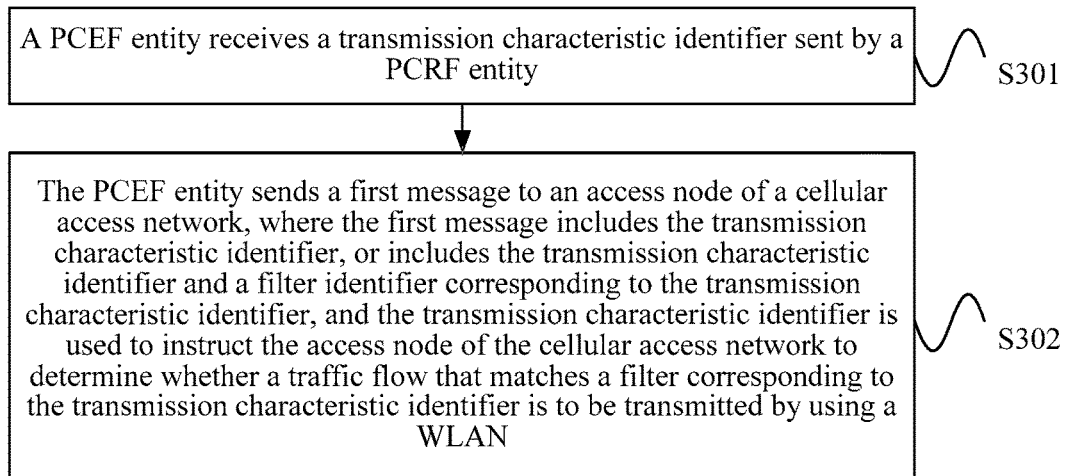 A PCEF entity receives a transmission characteristic identifier sent by a
PCRF entity
S301
The PCEF entity sends a first message to an access node of a cellular
access network, where the first message includes the transmission
characteristic identifier, or includes the transmission characteristic
identifier and a filter identifier corresponding to the transmission
characteristic identifier, and the transmission characteristic identifier is
used to instruct the access node of the cellular access network to
determine whether a traffic flow that matches a filter corresponding to
the transmission characteristic identifier is to be transmitted by using a
WLAN
S302